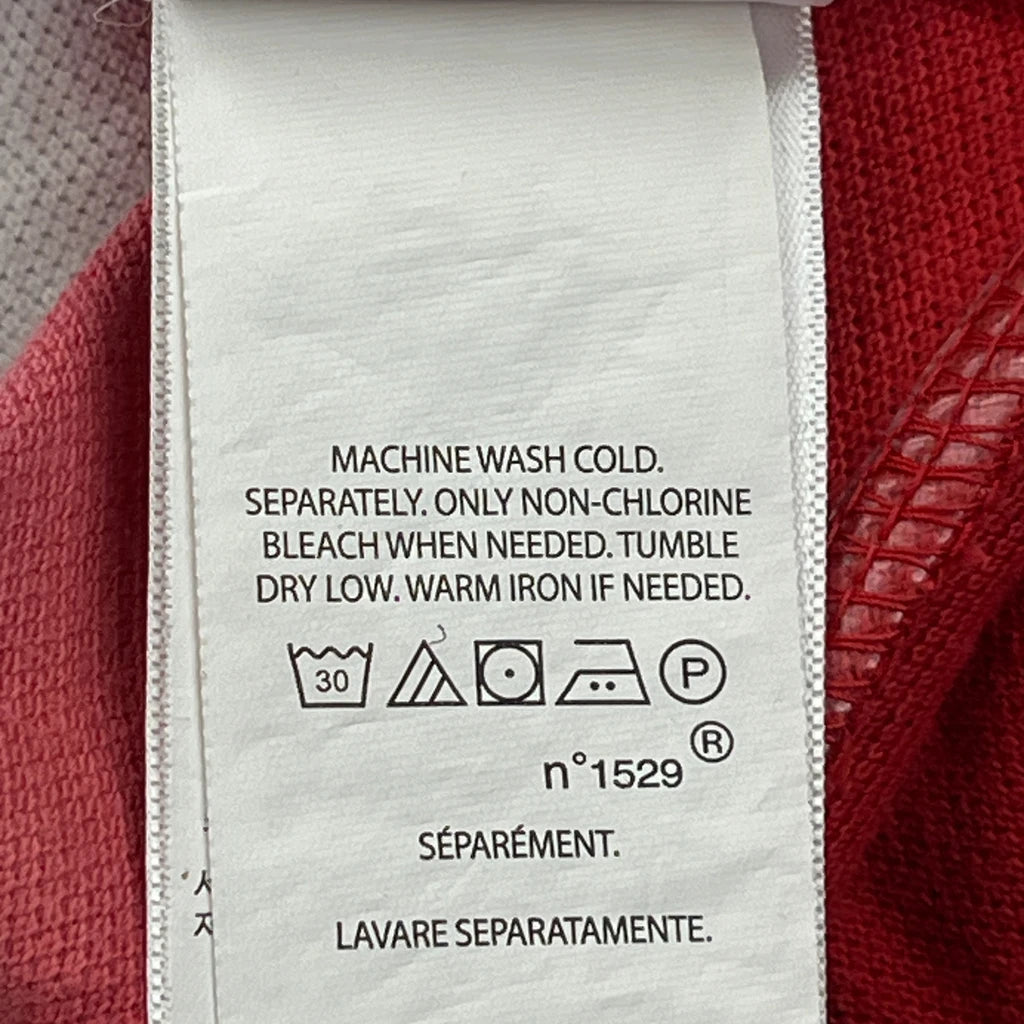 MACHINE WASH COLD.
SEPARATELY. ONLY NON-CHLORINE
BLEACH WHEN NEEDED. TUMBLE
DRY LOW. WARM IRON IF NEEDED.
30 P
n°1529 ®
SÉPARÉMENT.
LAVARE SEPARATAMENTE.